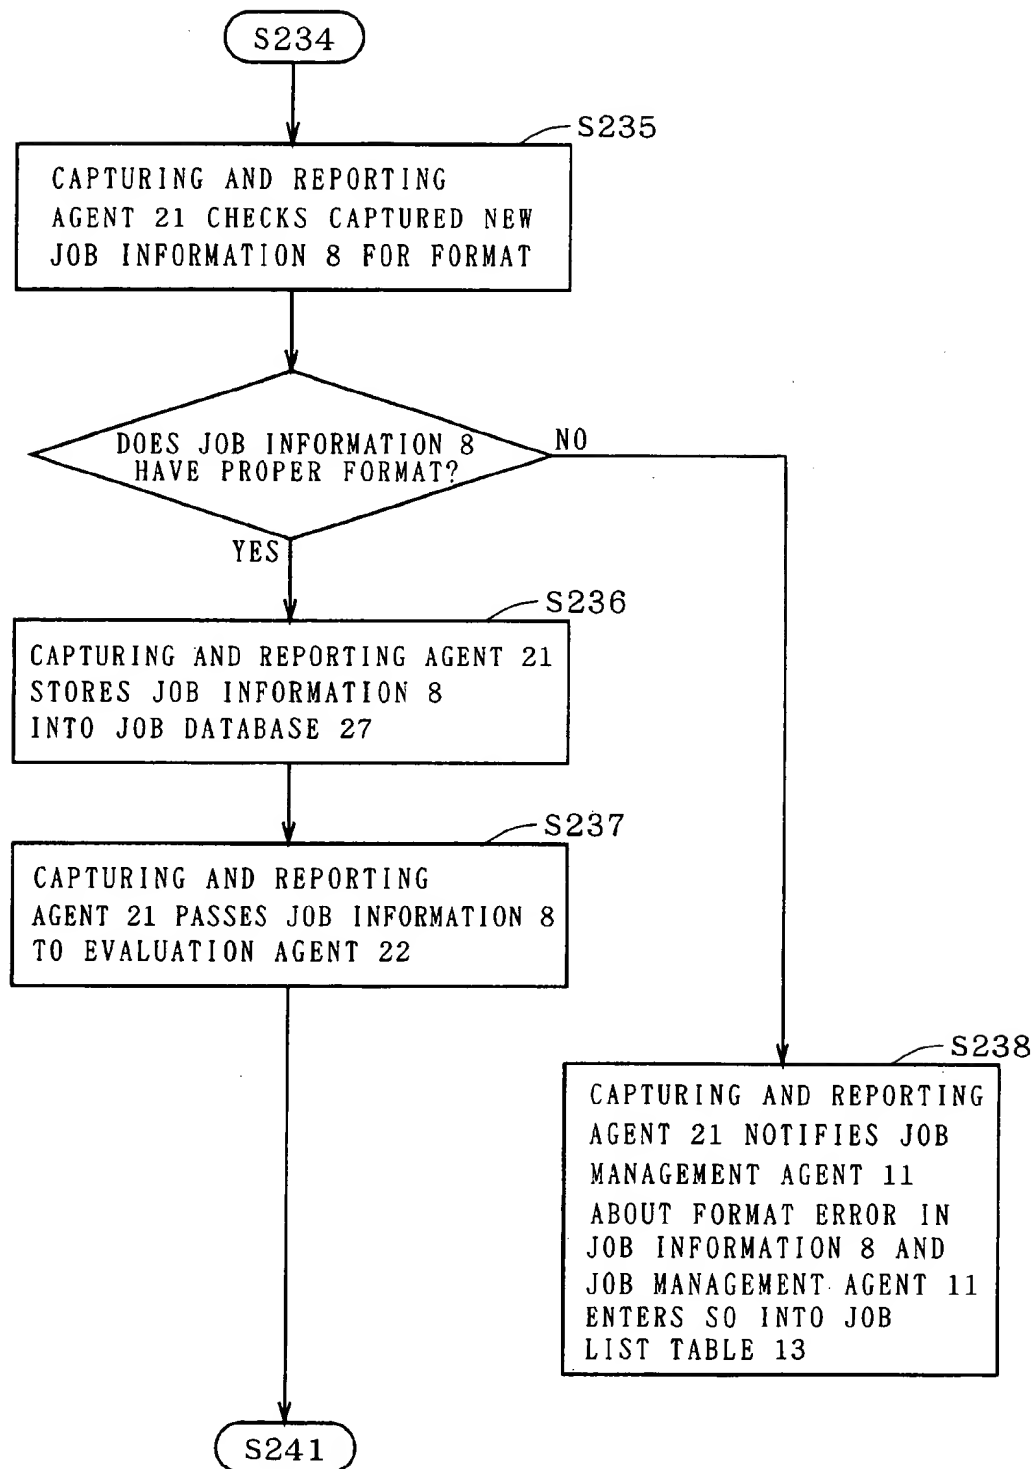 S234
S235
CAPTURING AND REPORTING
AGENT 21 CHECKS CAPTURED NEW
JOB INFORMATION 8 FOR FORMAT
DOES JOB INFORMATION 8
HAVE PROPER FORMAT?
NO
YES
S236
CAPTURING AND REPORTING AGENT 21
STORES JOB INFORMATION 8
INTO JOB DATABASE 27
S237
CAPTURING AND REPORTING
AGENT 21 PASSES JOB INFORMATION 8
TO EVALUATION AGENT 22
S238
CAPTURING AND REPORTING
AGENT 21 NOTIFIES JOB
MANAGEMENT AGENT 11
ABOUT FORMAT ERROR IN
JOB INFORMATION 8 AND
JOB MANAGEMENT AGENT 11
ENTERS SO INTO JOB
LIST TABLE 13
S241